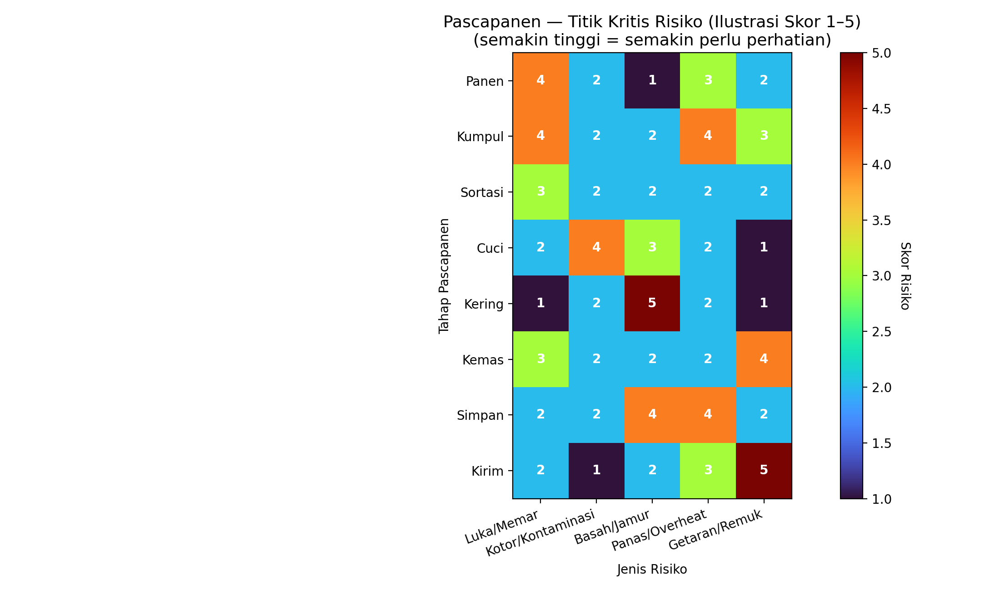 Pascapanen — Titik Kritis Risiko (Ilustrasi Skor 1–5)
(semakin tinggi = semakin perlu perhatian)
Tahap Pascapanen
Panen 4 2 1 3 2
Kumpul 4 2 2 4 3
Sortasi 3 2 2 2 2
Cuci 2 4 3 2 1
Kering 1 2 5 2 1
Kemas 3 2 2 2 4
Simpan 2 2 4 4 2
Kirim 2 1 2 3 5
Luka/Memar
Kotor/Kontaminasi
Basah/Jamur
Panas/Overheat
Getaran/Remuk
Jenis Risiko
5.0
4.5
4.0
3.5
3.0
2.5
2.0
1.5
1.0
Skor Risiko